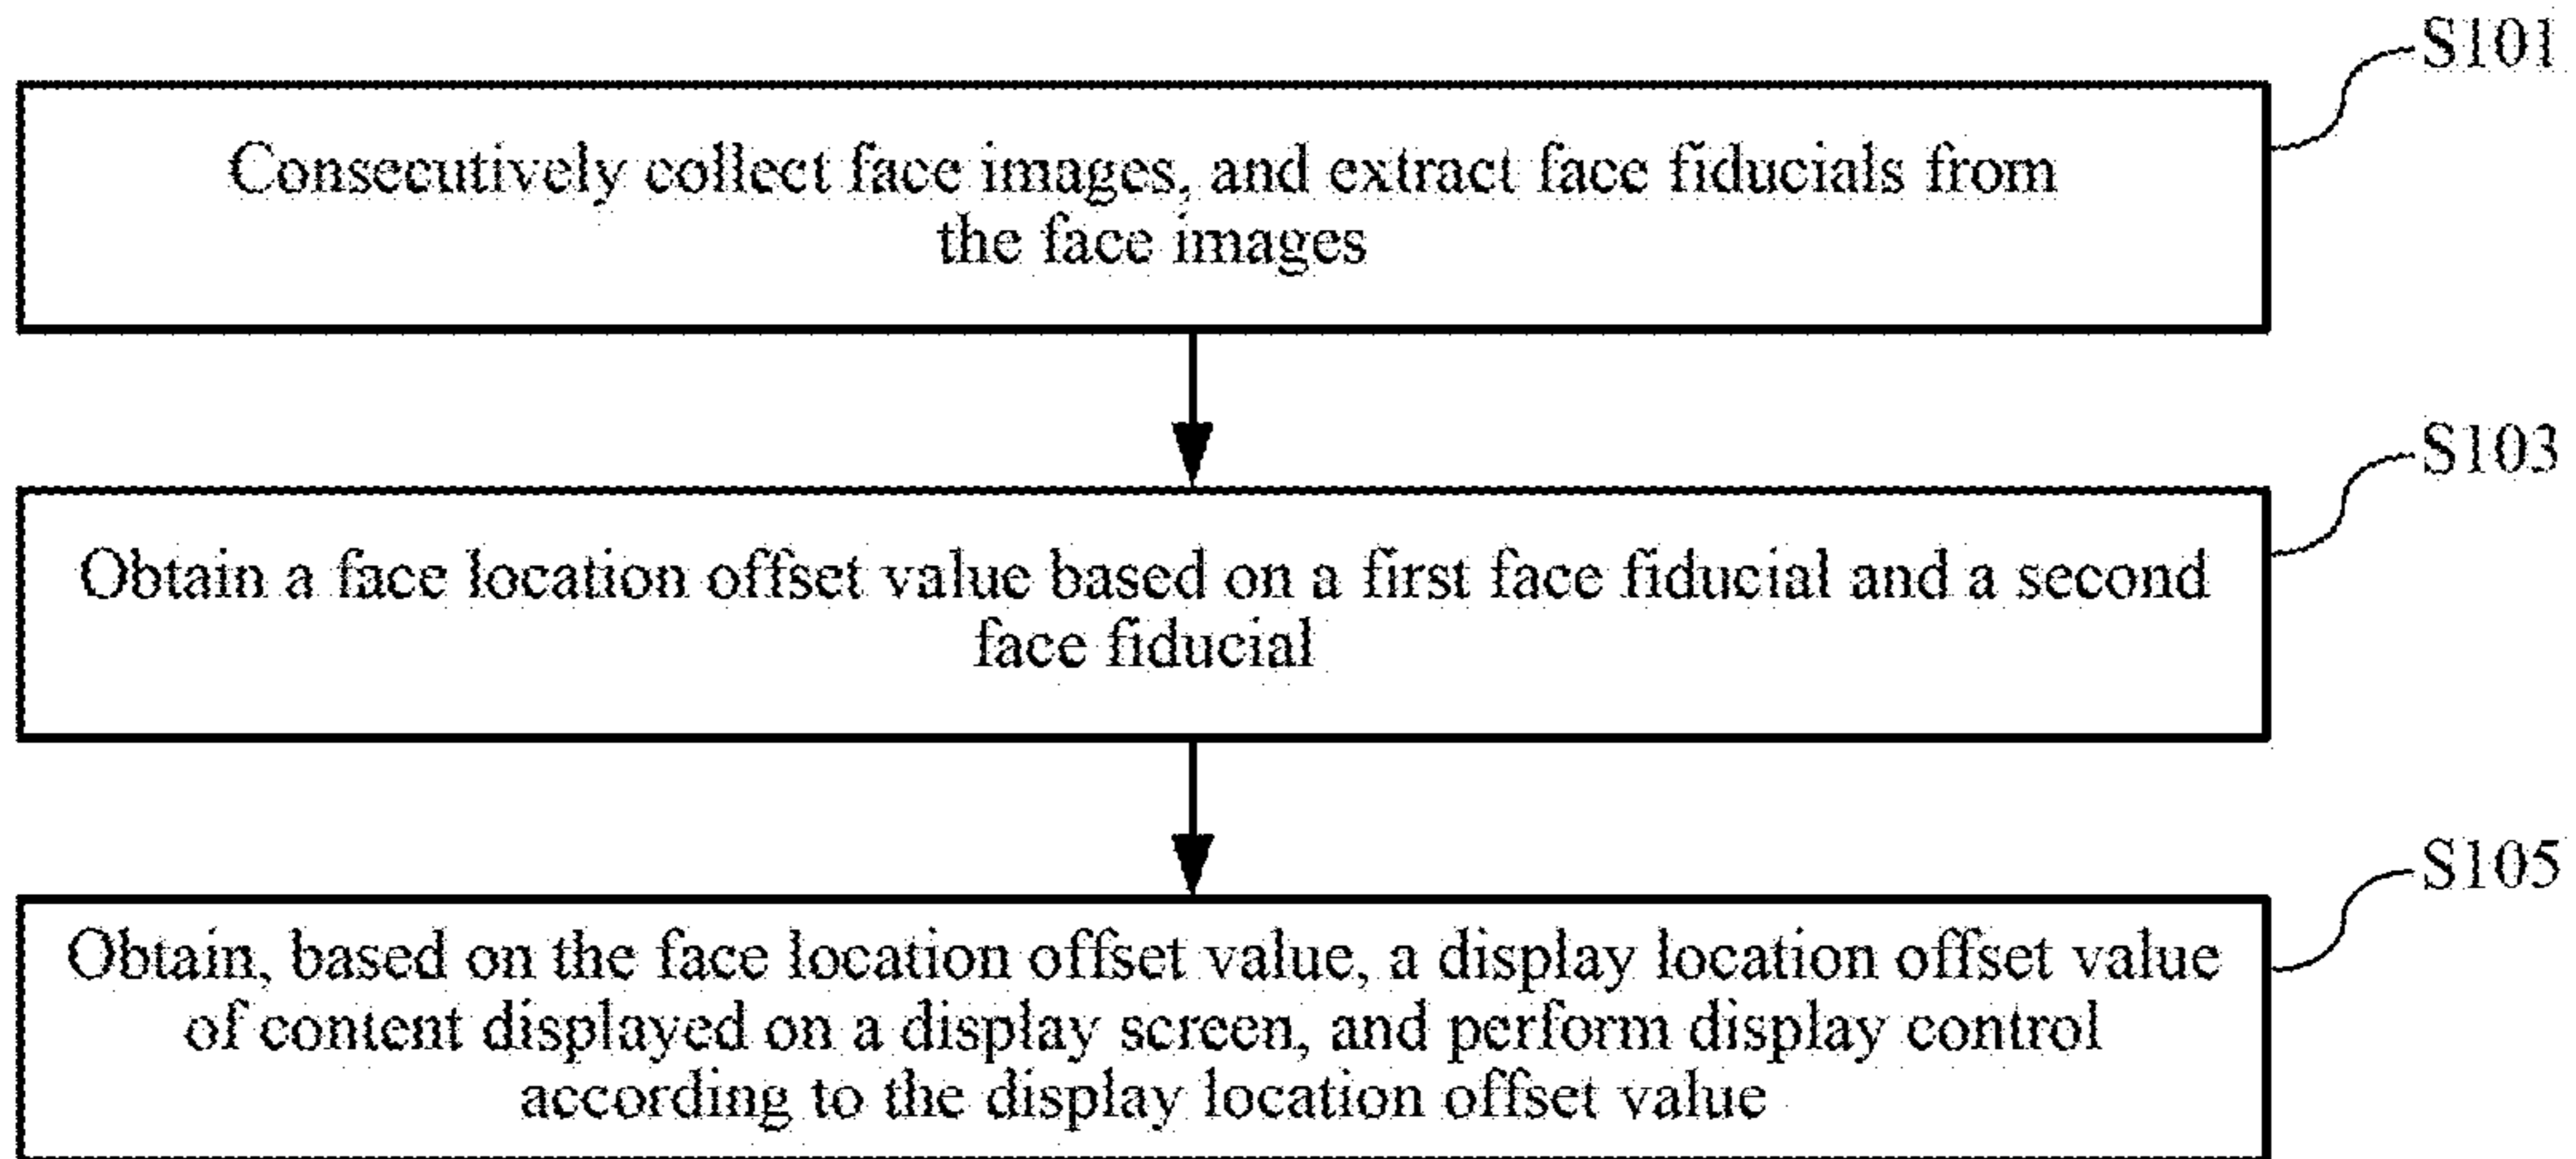 S101
Consecutively collect face images, and extract face fiducials from
the face images
S103
Obtain a face location offset value based on a first face fiducial and a second
face fiducial
S105
Obtain, based on the face location offset value, a display location offset value
of content displayed on a display screen, and perform display control
according to the display location offset value